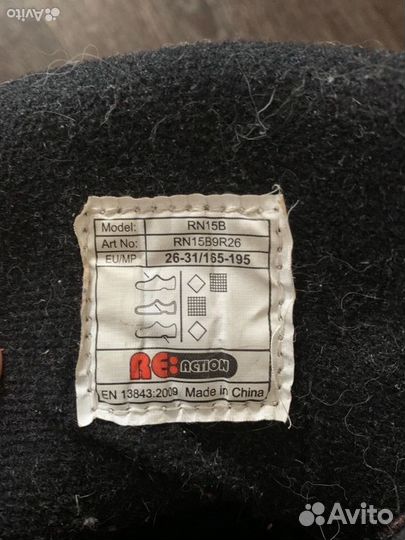 Avito
Model: RN15B
Art No: RN15B9R26
EU/MP 26-31/165-195
RE:ACTION
EN 13843:2009 Made in China
Avito